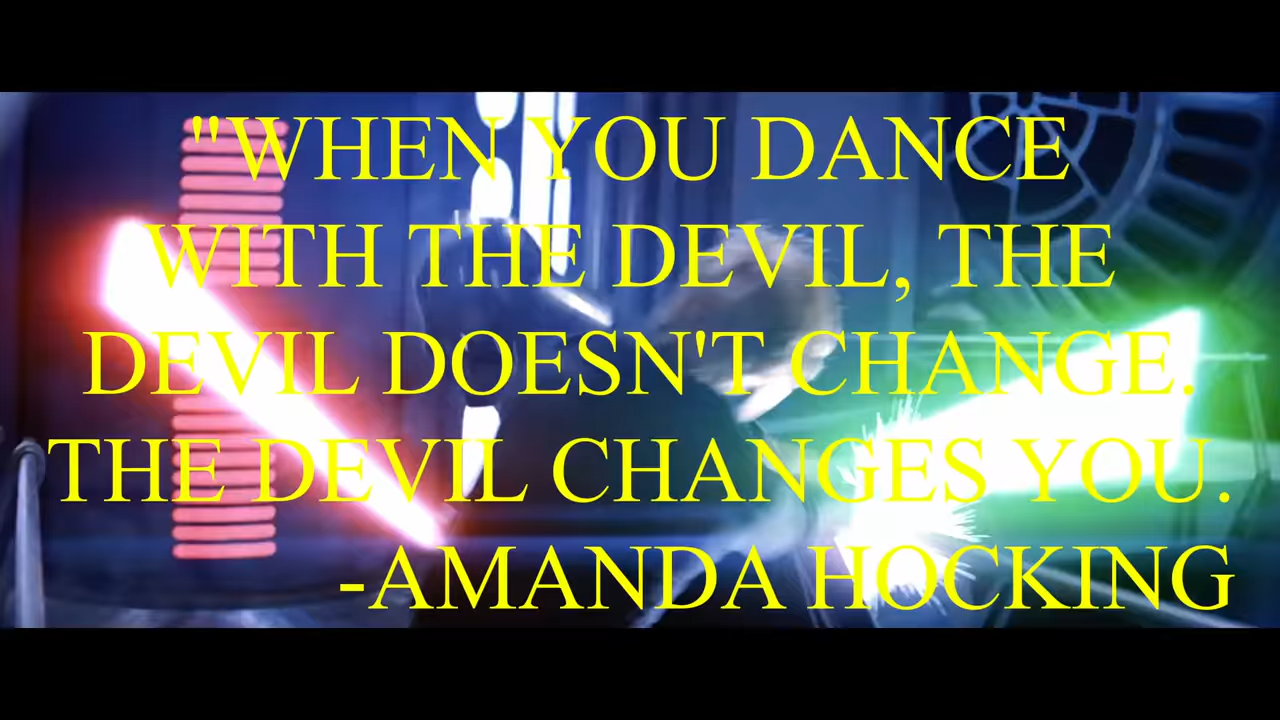 "WHEN YOU DANCE
WITH THE DEVIL, THE
DEVIL DOESN'T CHANGE.
THE DEVIL CHANGES YOU.
-AMANDA HOCKING